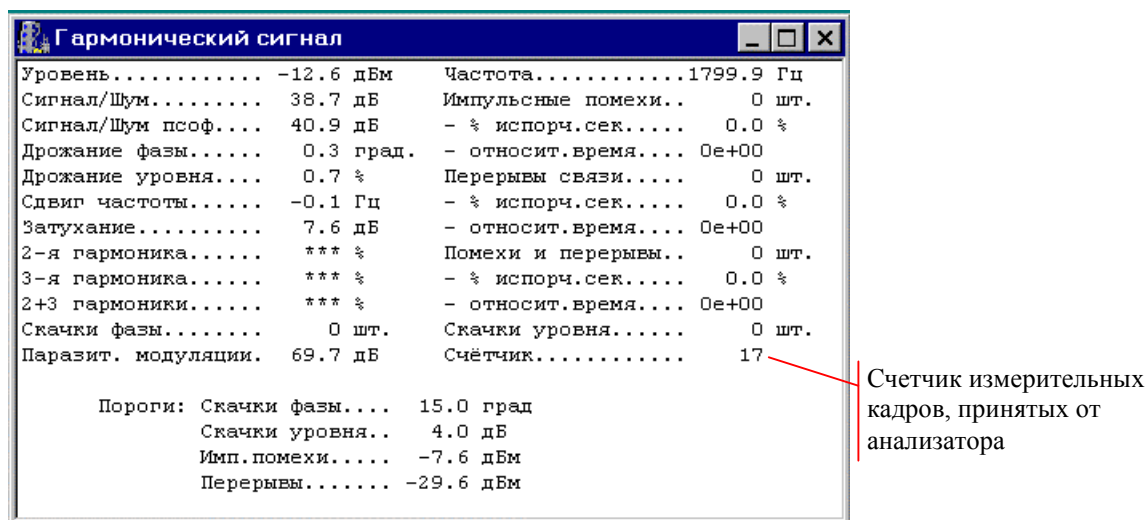 Гармонический сигнал
Уровень............ -12.6 дБм Частота............1799.9 Гц
Сигнал/Шум......... 38.7 дБ Импульсные помехи.. 0 шт.
Сигнал/Шум псоф.... 40.9 дБ - % испорч.сек..... 0.0 %
Дрожание фазы...... 0.3 град. - относит.время.... 0e+00
Дрожание уровня.... 0.7 % Перерывы связи..... 0 шт.
Сдвиг частоты...... -0.1 Гц - % испорч.сек..... 0.0 %
Затухание.......... 7.6 дБ - относит.время.... 0e+00
2-я гармоника...... *** % Помехи и перерывы.. 0 шт.
3-я гармоника...... *** % - % испорч.сек..... 0.0 %
2+3 гармоники...... *** % - относит.время.... 0e+00
Скачки фазы........ 0 шт. Скачки уровня...... 0 шт.
Паразит. модуляции. 69.7 дБ Счётчик............ 17
Пороги: Скачки фазы.... 15.0 град
Скачки уровня.. 4.0 дБ
Имп.помехи..... -7.6 дБм
Перерывы....... -29.6 дБм
Счетчик измерительных
кадров, принятых от
анализатора